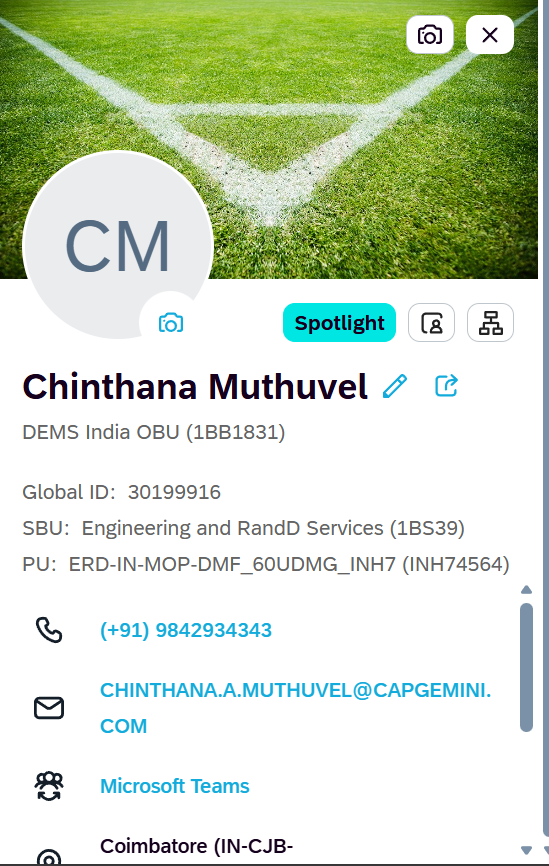 CM
Spotlight
Chinthana Muthuvel
DEMS India OBU (1BB1831)
Global ID: 30199916
SBU: Engineering and RandD Services (1BS39)
PU: ERD-IN-MOP-DMF_60UDMG_INH7 (INH74564)
(+91) 9842934343
CHINTHANA.A.MUTHUVEL@CAPGEMINI.
COM
Microsoft Teams
Coimbatore (IN-CJB-